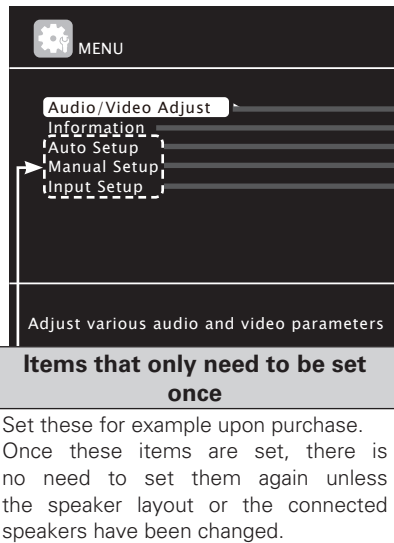 MENU
Audio/Video Adjust
Information
Auto Setup
Manual Setup
Input Setup
Adjust various audio and video parameters
Items that only need to be set
once
Set these for example upon purchase.
Once these items are set, there is
no need to set them again unless
the speaker layout or the connected
speakers have been changed.